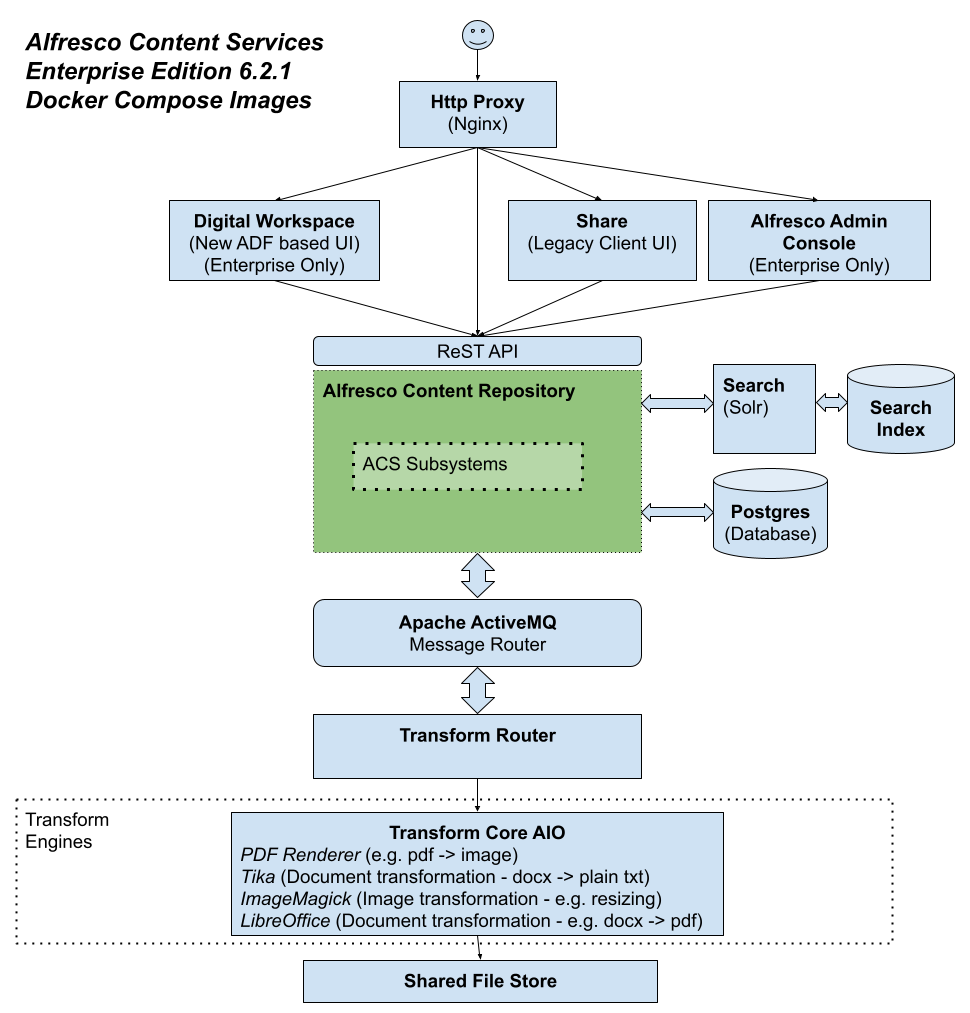 Alfresco Content Services
Enterprise Edition 6.2.1
Docker Compose Images
Http Proxy
(Nginx)
Digital Workspace
(New ADF based UI)
(Enterprise Only)
Share
(Legacy Client UI)
Alfresco Admin
Console
(Enterprise Only)
ReST API
Alfresco Content Repository
ACS Subsystems
Search
(Solr)
Search
Index
Postgres
(Database)
Apache ActiveMQ
Message Router
Transform Router
Transform
Engines
Transform Core AIO
PDF Renderer (e.g. pdf -> image)
Tika (Document transformation - docx -> plain txt)
ImageMagick (Image transformation - e.g. resizing)
LibreOffice (Document transformation - e.g. docx -> pdf)
Shared File Store